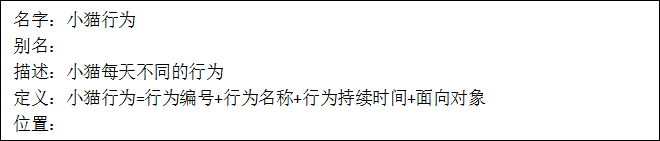 名字：小猫行为
别名：
描述：小猫每天不同的行为
定义：小猫行为=行为编号+行为名称+行为持续时间+面向对象
位置：